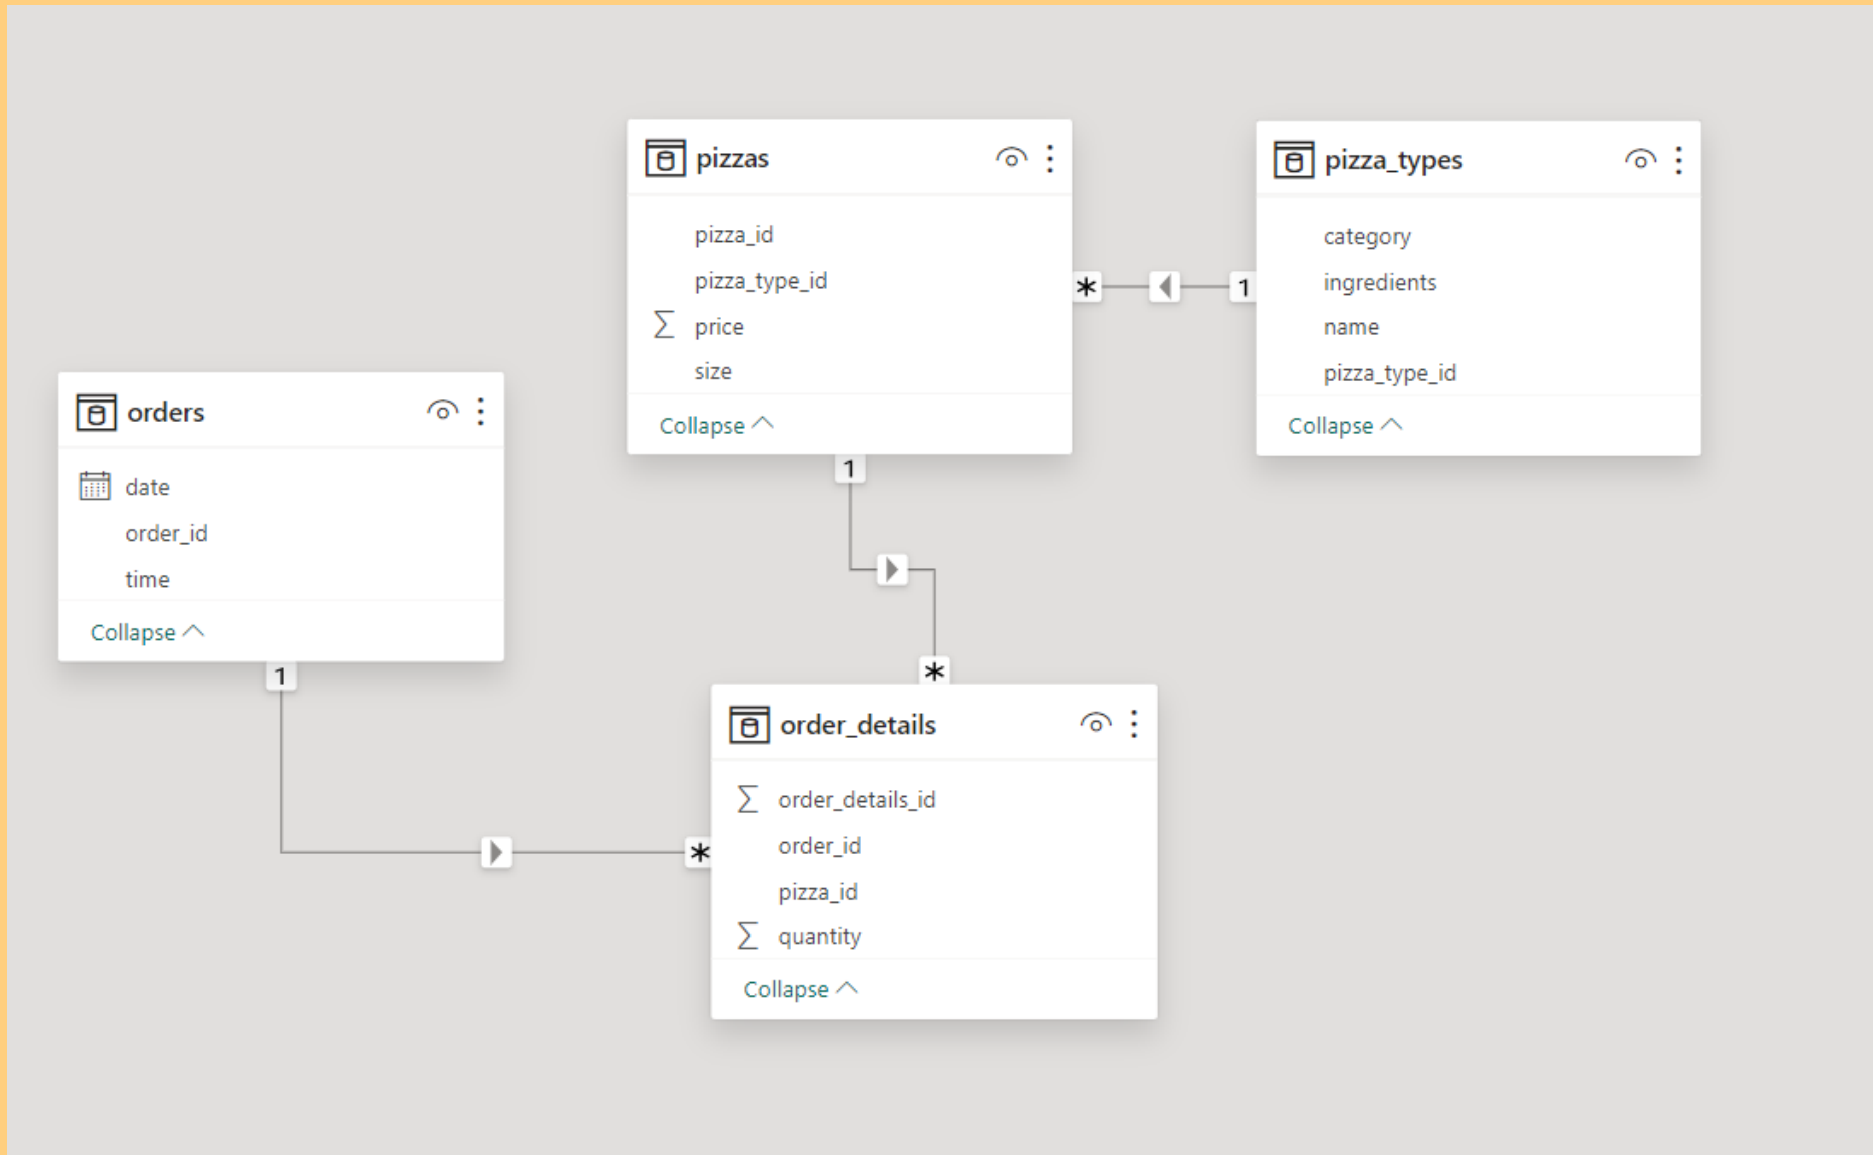 pizzas
pizza_id
pizza_type_id
price
size
Collapse
* 1
pizza_types
category
ingredients
name
pizza_type_id
Collapse
orders
date
order_id
time
Collapse
1
1
*
*
order_details
order_details_id
order_id
pizza_id
quantity
Collapse